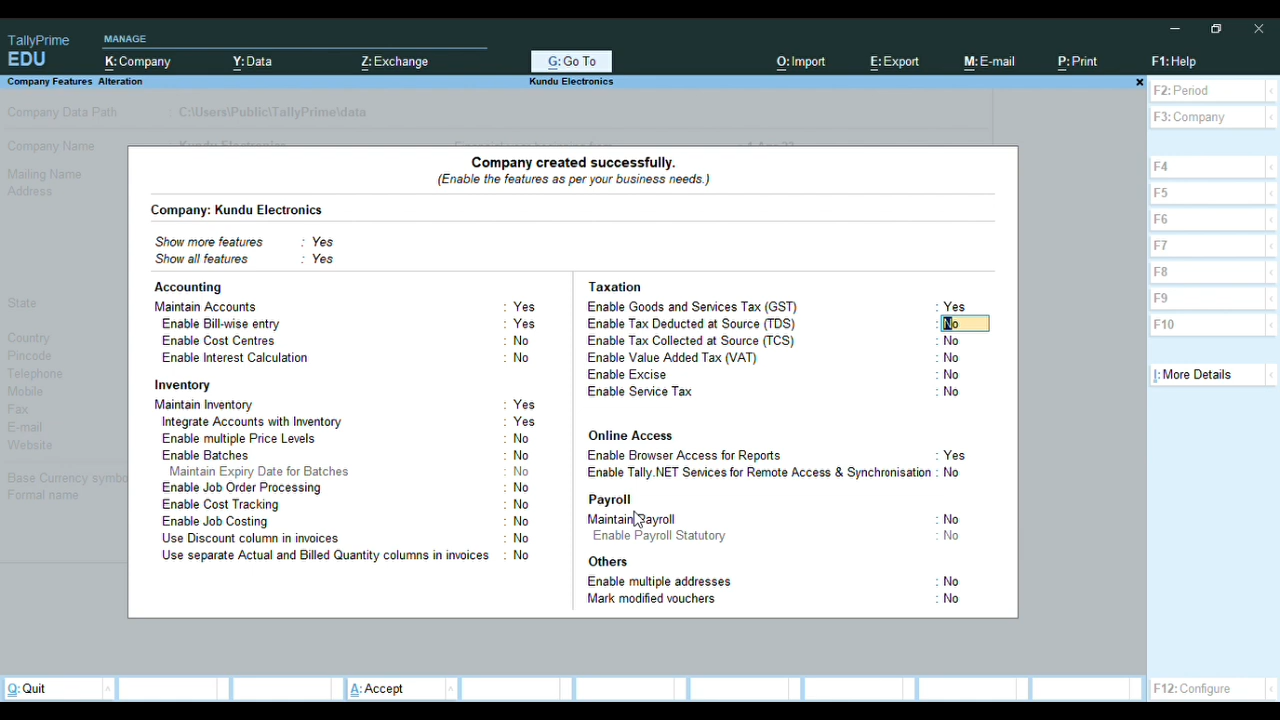 TallyPrime
EDU
MANAGE
K: Company
Y: Data
Z: Exchange
G: Go To
O: Import
E: Export
M: E-mail
P: Print
F1: Help
Company Features Alteration
Kundu Electronics
F2: Period
F3: Company
F4
F5
F6
F7
F8
F9
F10
I: More Details
F12: Configure
Company Data Path : C:\Users\Public\TallyPrime\data
Company Name
Mailing Name
Address
State
Country
Pincode
Telephone
Mobile
Fax
E-mail
Website
Formal name
Company created successfully.
(Enable the features as per your business needs.)
Company: Kundu Electronics
Show more features : Yes
Show all features : Yes
Accounting
Maintain Accounts : Yes
Enable Bill-wise entry : Yes
Enable Cost Centres : No
Enable Interest Calculation : No
Inventory
Maintain Inventory : Yes
Integrate Accounts with Inventory : Yes
Enable multiple Price Levels : No
Enable Batches : No
Maintain Expiry Date for Batches : No
Enable Job Order Processing : No
Enable Cost Tracking : No
Enable Job Costing : No
Use Discount column in invoices : No
Use separate Actual and Billed Quantity columns in invoices : No
Taxation
Enable Goods and Services Tax (GST) : Yes
Enable Tax Deducted at Source (TDS) : No
Enable Tax Collected at Source (TCS) : No
Enable Value Added Tax (VAT) : No
Enable Excise : No
Enable Service Tax : No
Online Access
Enable Browser Access for Reports : Yes
Enable Tally.NET Services for Remote Access & Synchronisation : No
Payroll
Maintain Payroll : No
Enable Payroll Statutory : No
Others
Enable multiple addresses : No
Mark modified vouchers : No
Q: Quit
A: Accept